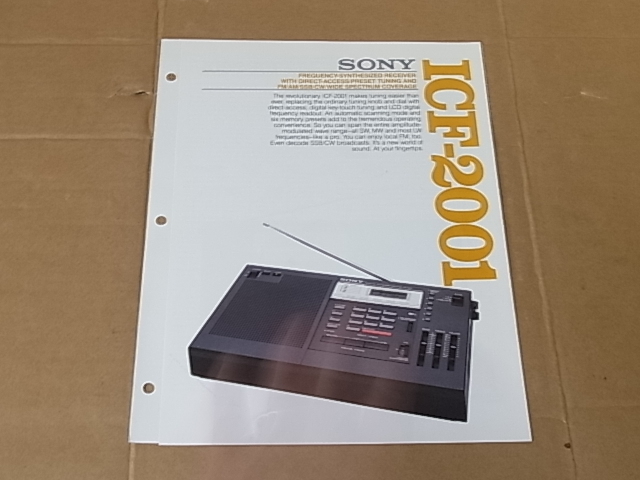 SONY
FREQUENCY-SYNTHESIZED RECEIVER
WITH DIRECT-ACCESS/PRESET TUNING AND
FM/AM/SSB/CW/WIDE SPECTRUM COVERAGE
The revolutionary ICF-2001 makes tuning easier than
ever, replacing the ordinary tuning knobs and dial with
direct-access, digital key-touch tuning and LCD digital
frequency readout. An automatic scanning mode and
six memory presets add to the tremendous operating
convenience. So you can span the entire amplitude-
modulated wave range–all SW, MW and most LW
frequencies–like a pro. You can enjoy local FM, too.
Even decode SSB/CW broadcasts. It's a new world of
sound. At your fingertips.
ICF-2001
SONY